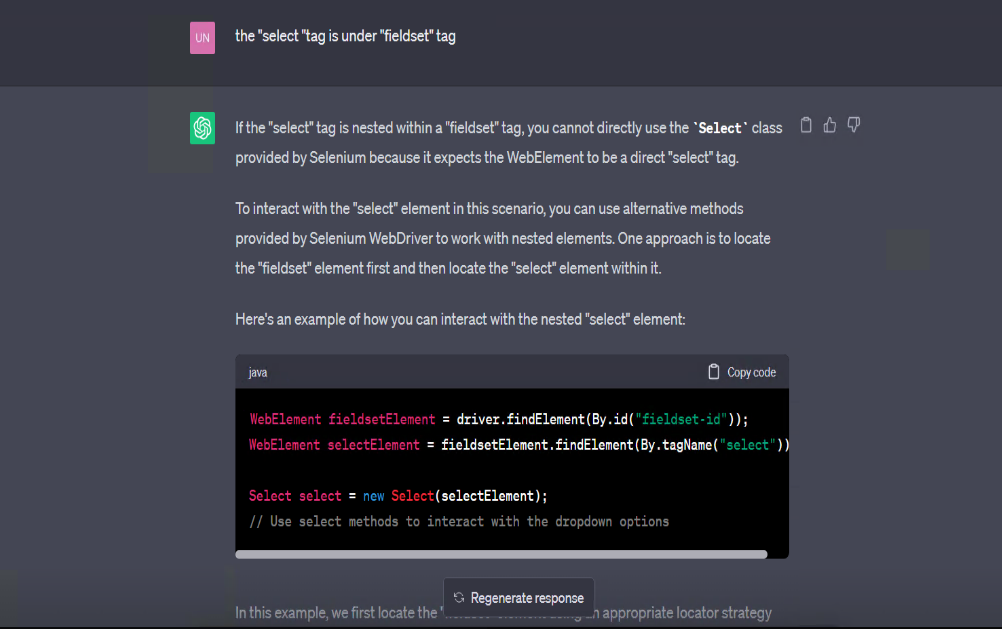 UN
the "select "tag is under "fieldset" tag
If the "select" tag is nested within a "fieldset" tag, you cannot directly use the `Select` class
provided by Selenium because it expects the WebElement to be a direct "select" tag.
To interact with the "select" element in this scenario, you can use alternative methods
provided by Selenium WebDriver to work with nested elements. One approach is to locate
the "fieldset" element first and then locate the "select" element within it.
Here's an example of how you can interact with the nested "select" element:
java
Copy code
WebElement fieldsetElement = driver.findElement(By.id("fieldset-id"));
WebElement selectElement = fieldsetElement.findElement(By.tagName("select"))
Select select = new Select(selectElement);
// Use select methods to interact with the dropdown options
Regenerate response
In this example, we first locate the appropriate locator strategy